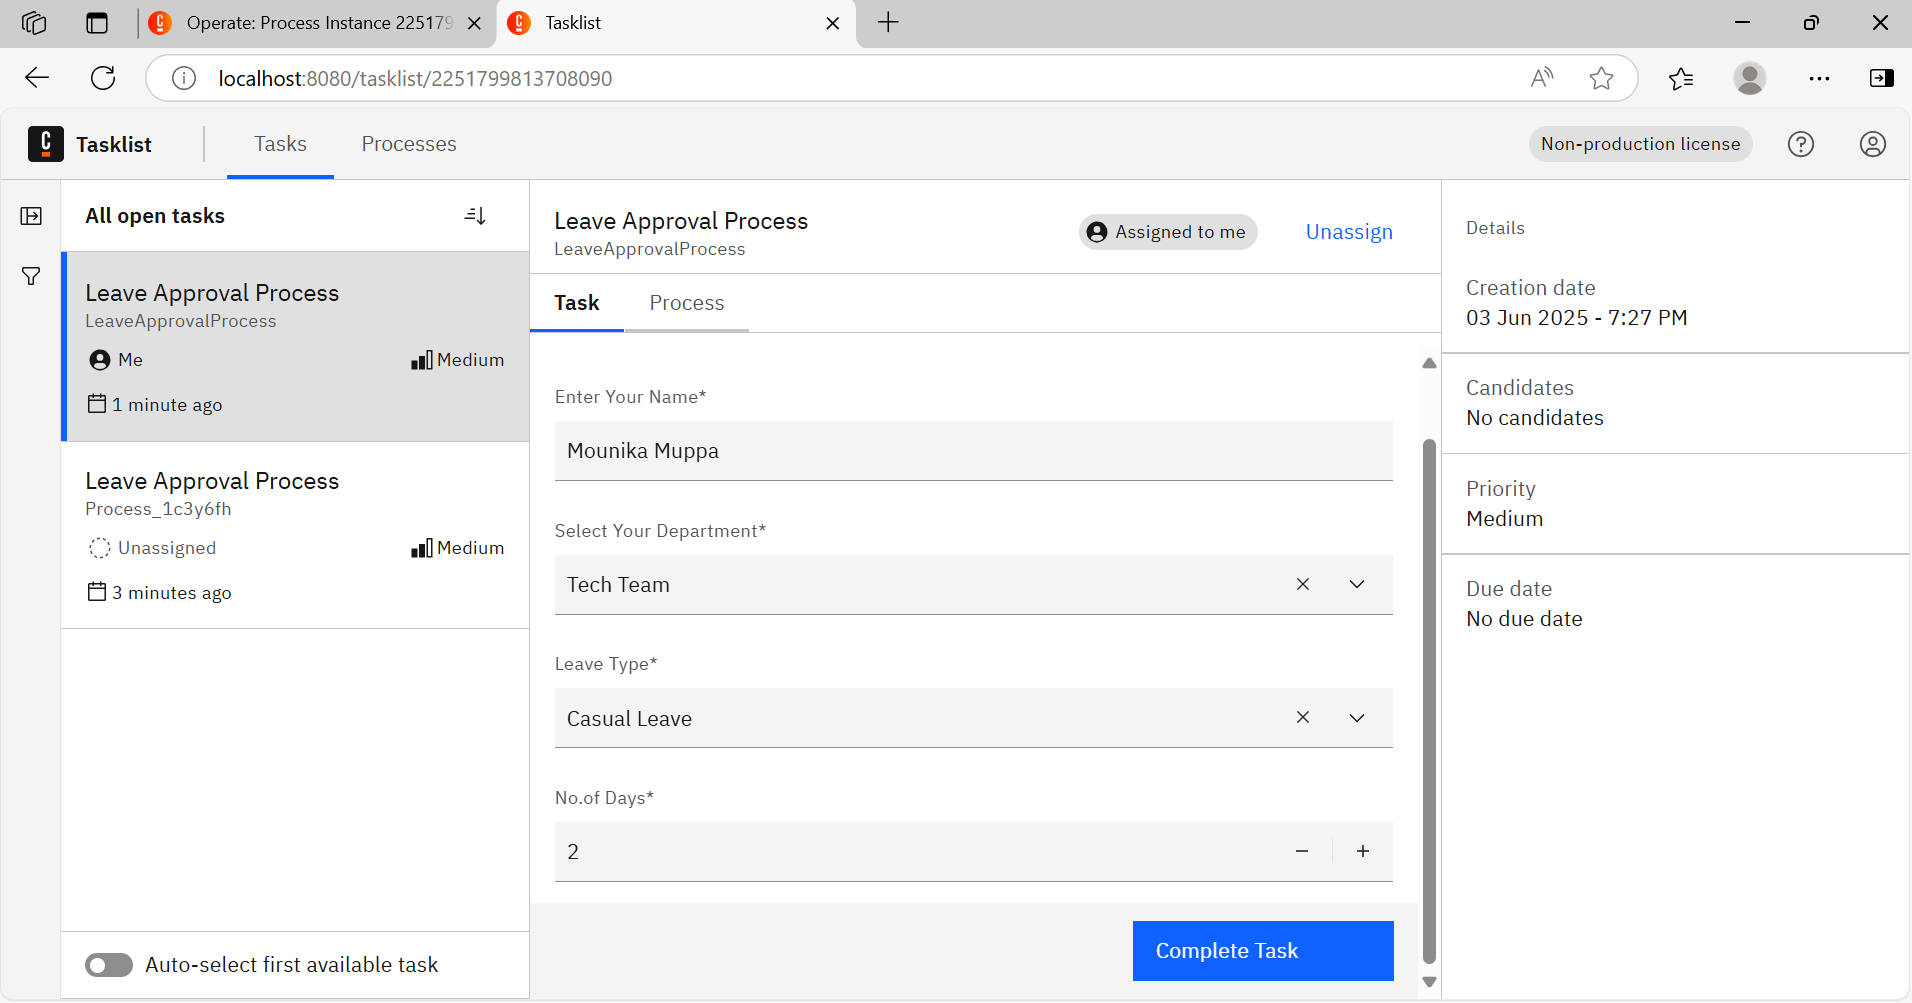 Operate: Process Instance 225179
Tasklist
localhost:8080/tasklist/2251799813708090
Tasklist
Tasks
Processes
Non-production license
All open tasks
Leave Approval Process
LeaveApprovalProcess
Me
Medium
1 minute ago
Leave Approval Process
Process_1c3y6fh
Unassigned
Medium
3 minutes ago
Auto-select first available task
Leave Approval Process
LeaveApprovalProcess
Assigned to me
Unassign
Task
Process
Enter Your Name*
Mounika Muppa
Select Your Department*
Tech Team
Leave Type*
Casual Leave
No.of Days*
2
Complete Task
Details
Creation date
03 Jun 2025 - 7:27 PM
Candidates
No candidates
Priority
Medium
Due date
No due date